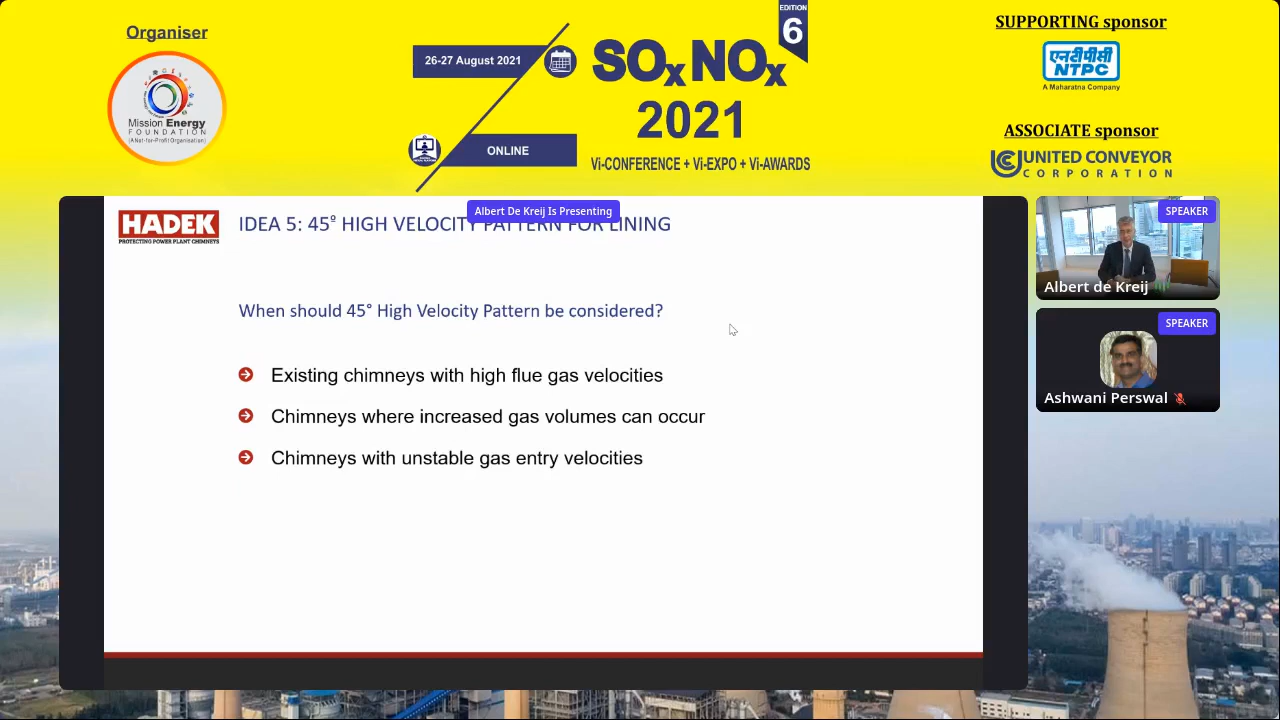 Organiser
Mission Energy
FOUNDATION
(A Net-for-Profit Organisation)
26-27 August 2021
ONLINE
EDITION
6
SOxNOx
2021
Vi-CONFERENCE + Vi-EXPO + Vi-AWARDS
SUPPORTING sponsor
एनटीपीसी
NTPC
A Maharatna Company
ASSOCIATE sponsor
UNITED CONVEYOR
CORPORATION
Albert De Kreij Is Presenting
HADEK
PROTECTING POWER PLANT CHIMNEYS
IDEA 5: 45° HIGH VELOCITY PATTERN FOR LINING
When should 45° High Velocity Pattern be considered?
Existing chimneys with high flue gas velocities
Chimneys where increased gas volumes can occur
Chimneys with unstable gas entry velocities
SPEAKER
Albert de Kreij
SPEAKER
Ashwani Perswal